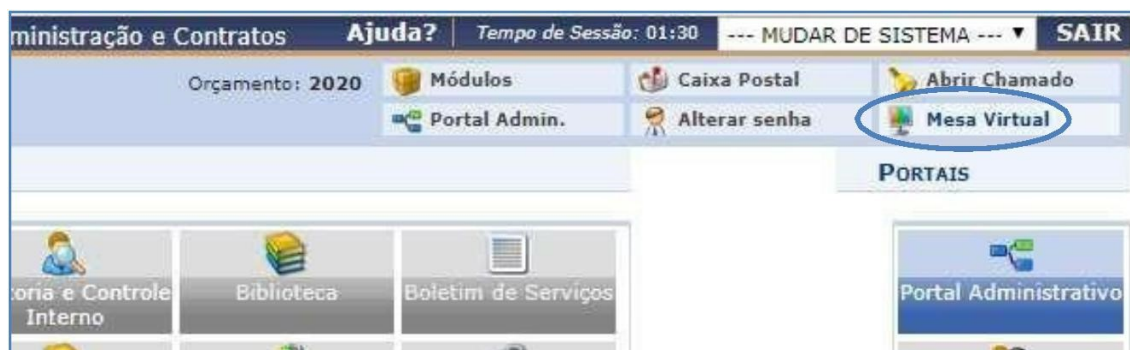 ministração e Contratos Ajuda? Tempo de Sessão: 01:30 --- MUDAR DE SISTEMA --- SAIR
Orçamento: 2020 Módulos Caixa Postal Abrir Chamado
Portal Admin. Alterar senha Mesa Virtual
PORTAIS
oria e Controle Interno
Biblioteca
Boletim de Serviços
Portal Administrativo